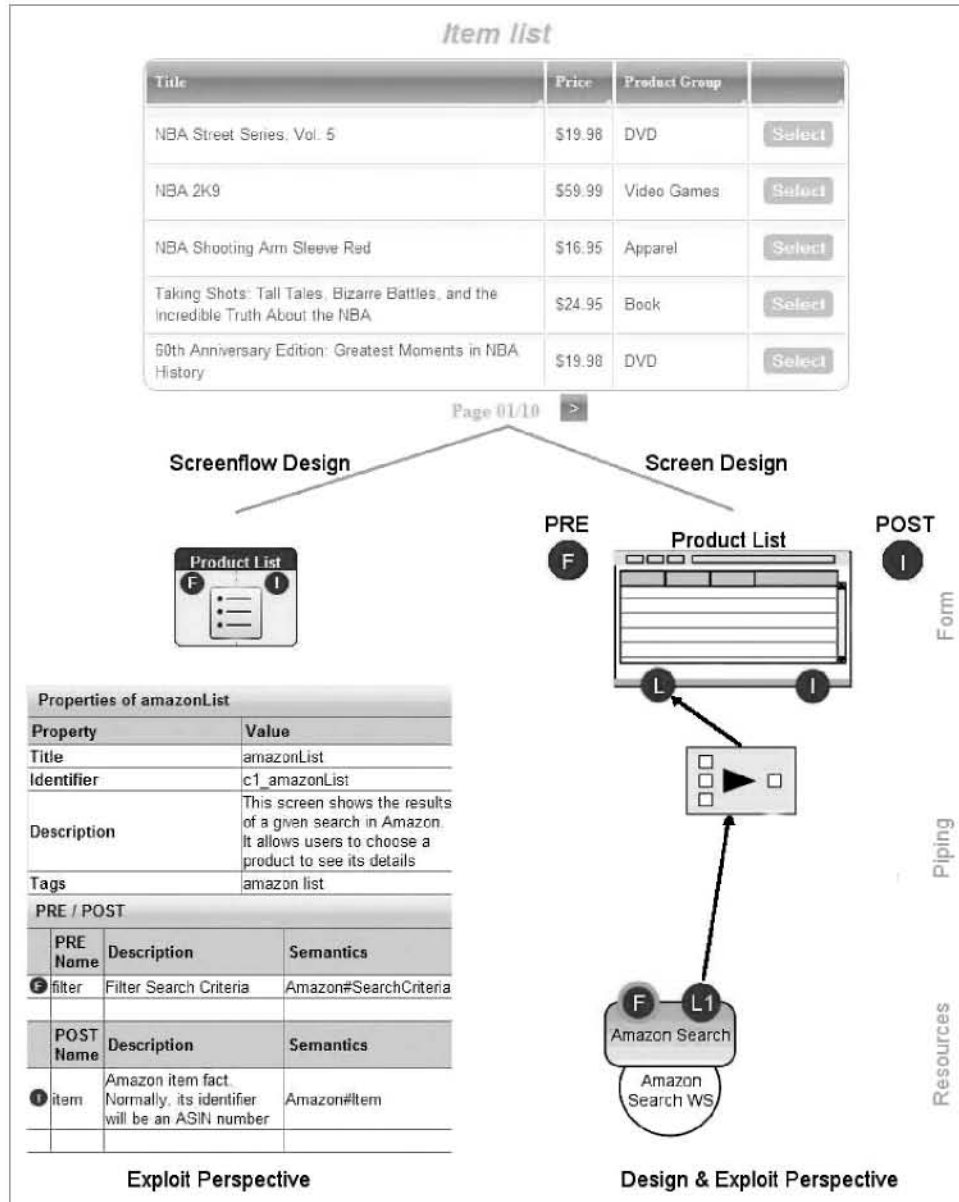 Item list
Title Price Product Group
NBA Street Series, Vol. 5 $19.98 DVD Select
NBA 2K9 $59.99 Video Games Select
NBA Shooting Arm Sleeve Red $16.95 Apparel Select
Taking Shots: Tall Tales, Bizarre Battles, and the
Incredible Truth About the NBA $24.95 Book Select
60th Anniversary Edition: Greatest Moments in NBA
History $19.98 DVD Select
Page 01/10 >
Screenflow Design
Product List
F I
Properties of amazonList
Property Value
Title amazonList
Identifier c1_amazonList
Description This screen shows the results
of a given search in Amazon.
It allows users to choose a
product to see its details
Tags amazon list
PRE / POST
PRE
Name Description Semantics
F filter Filter Search Criteria Amazon#SearchCriteria
POST
Name Description Semantics
I item Amazon item fact.
Normally, its identifier
will be an ASIN number Amazon#Item
Exploit Perspective
Screen Design
PRE
F
Product List
POST
I
L I
F L1
Amazon Search
Amazon
Search WS
Form
Piping
Resources
Design & Exploit Perspective